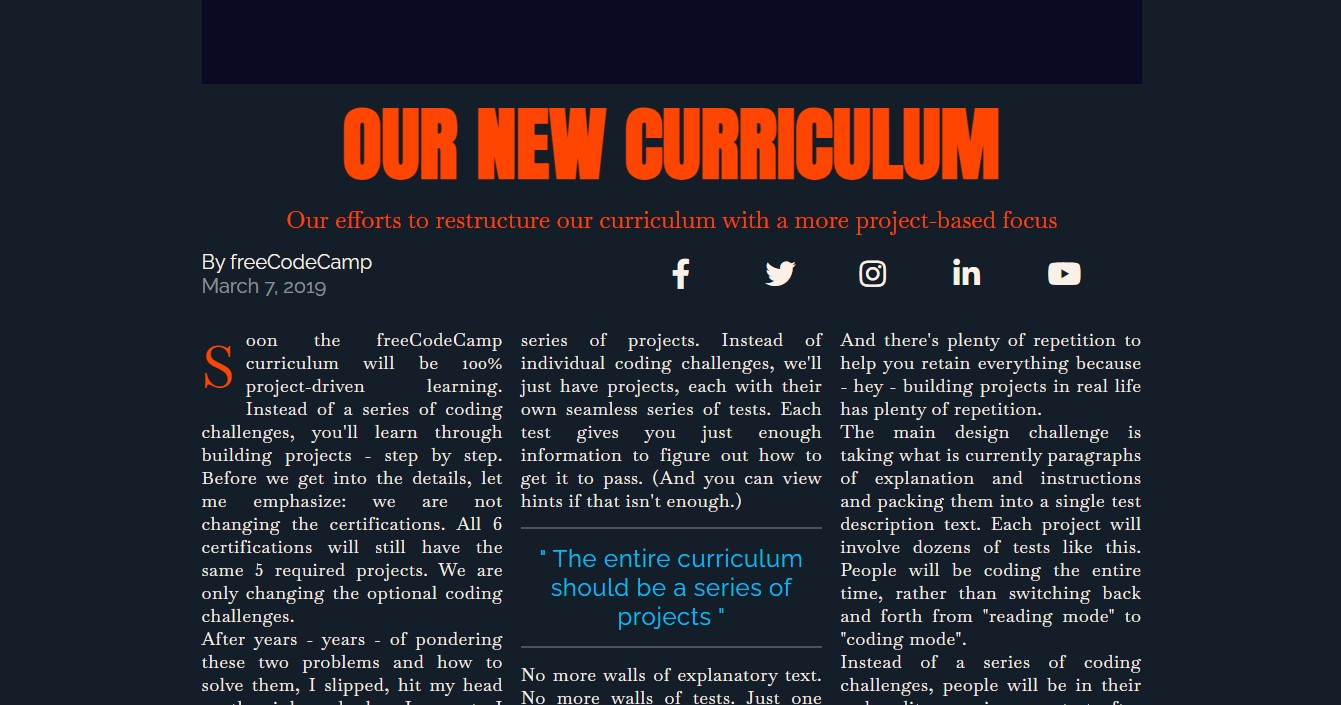 OUR NEW CURRICULUM
Our efforts to restructure our curriculum with a more project-based focus
By freeCodeCamp
March 7, 2019
Soon the freeCodeCamp
curriculum will be 100%
project-driven learning.
Instead of a series of coding
challenges, you'll learn through
building projects - step by step.
Before we get into the details, let
me emphasize: we are not
changing the certifications. All 6
certifications will still have the
same 5 required projects. We are
only changing the optional coding
challenges.
After years - years - of pondering
these two problems and how to
solve them, I slipped, hit my head
series of projects. Instead of
individual coding challenges, we'll
just have projects, each with their
own seamless series of tests. Each
test gives you just enough
information to figure out how to
get it to pass. (And you can view
hints if that isn't enough.)
" The entire curriculum
should be a series of
projects "
No more walls of explanatory text.
No more walls of tests. Just one
And there's plenty of repetition to
help you retain everything because
- hey - building projects in real life
has plenty of repetition.
The main design challenge is
taking what is currently paragraphs
of explanation and instructions
and packing them into a single test
description text. Each project will
involve dozens of tests like this.
People will be coding the entire
time, rather than switching back
and forth from "reading mode" to
"coding mode".
Instead of a series of coding
challenges, people will be in their